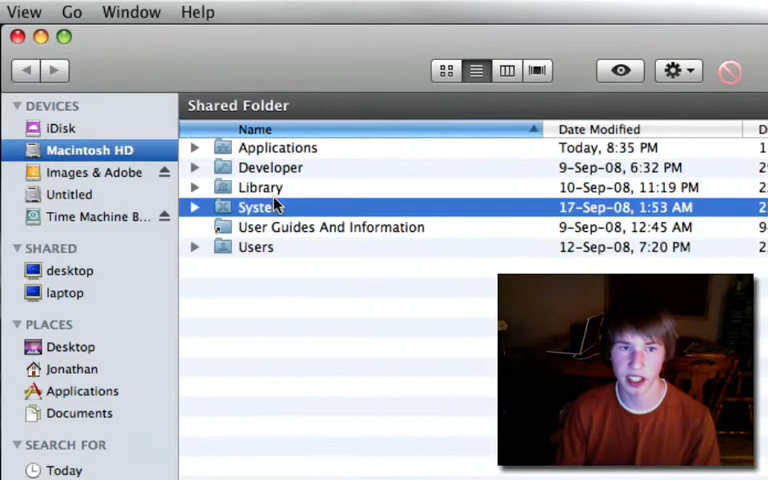 View Go Window Help
Shared Folder
DEVICES
iDisk
Macintosh HD
Images & Adobe
Untitled
Time Machine B...
SHARED
desktop
laptop
PLACES
Desktop
Jonathan
Applications
Documents
SEARCH FOR
Today
Name Date Modified
Applications Today, 8:35 PM
Developer 9-Sep-08, 6:32 PM
Library 10-Sep-08, 11:19 PM
System 17-Sep-08, 1:53 AM
User Guides And Information 9-Sep-08, 12:45 AM
Users 12-Sep-08, 7:20 PM